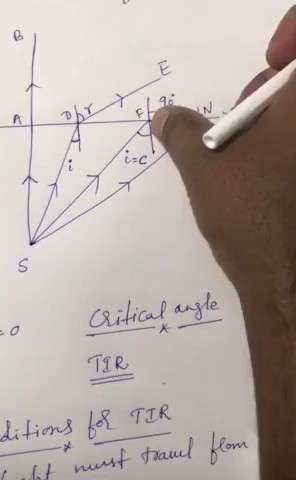 B
E
A D r F 90° N
i i=C
S
=0
Critical angle
TIR
ditions for TIR
light must travel from